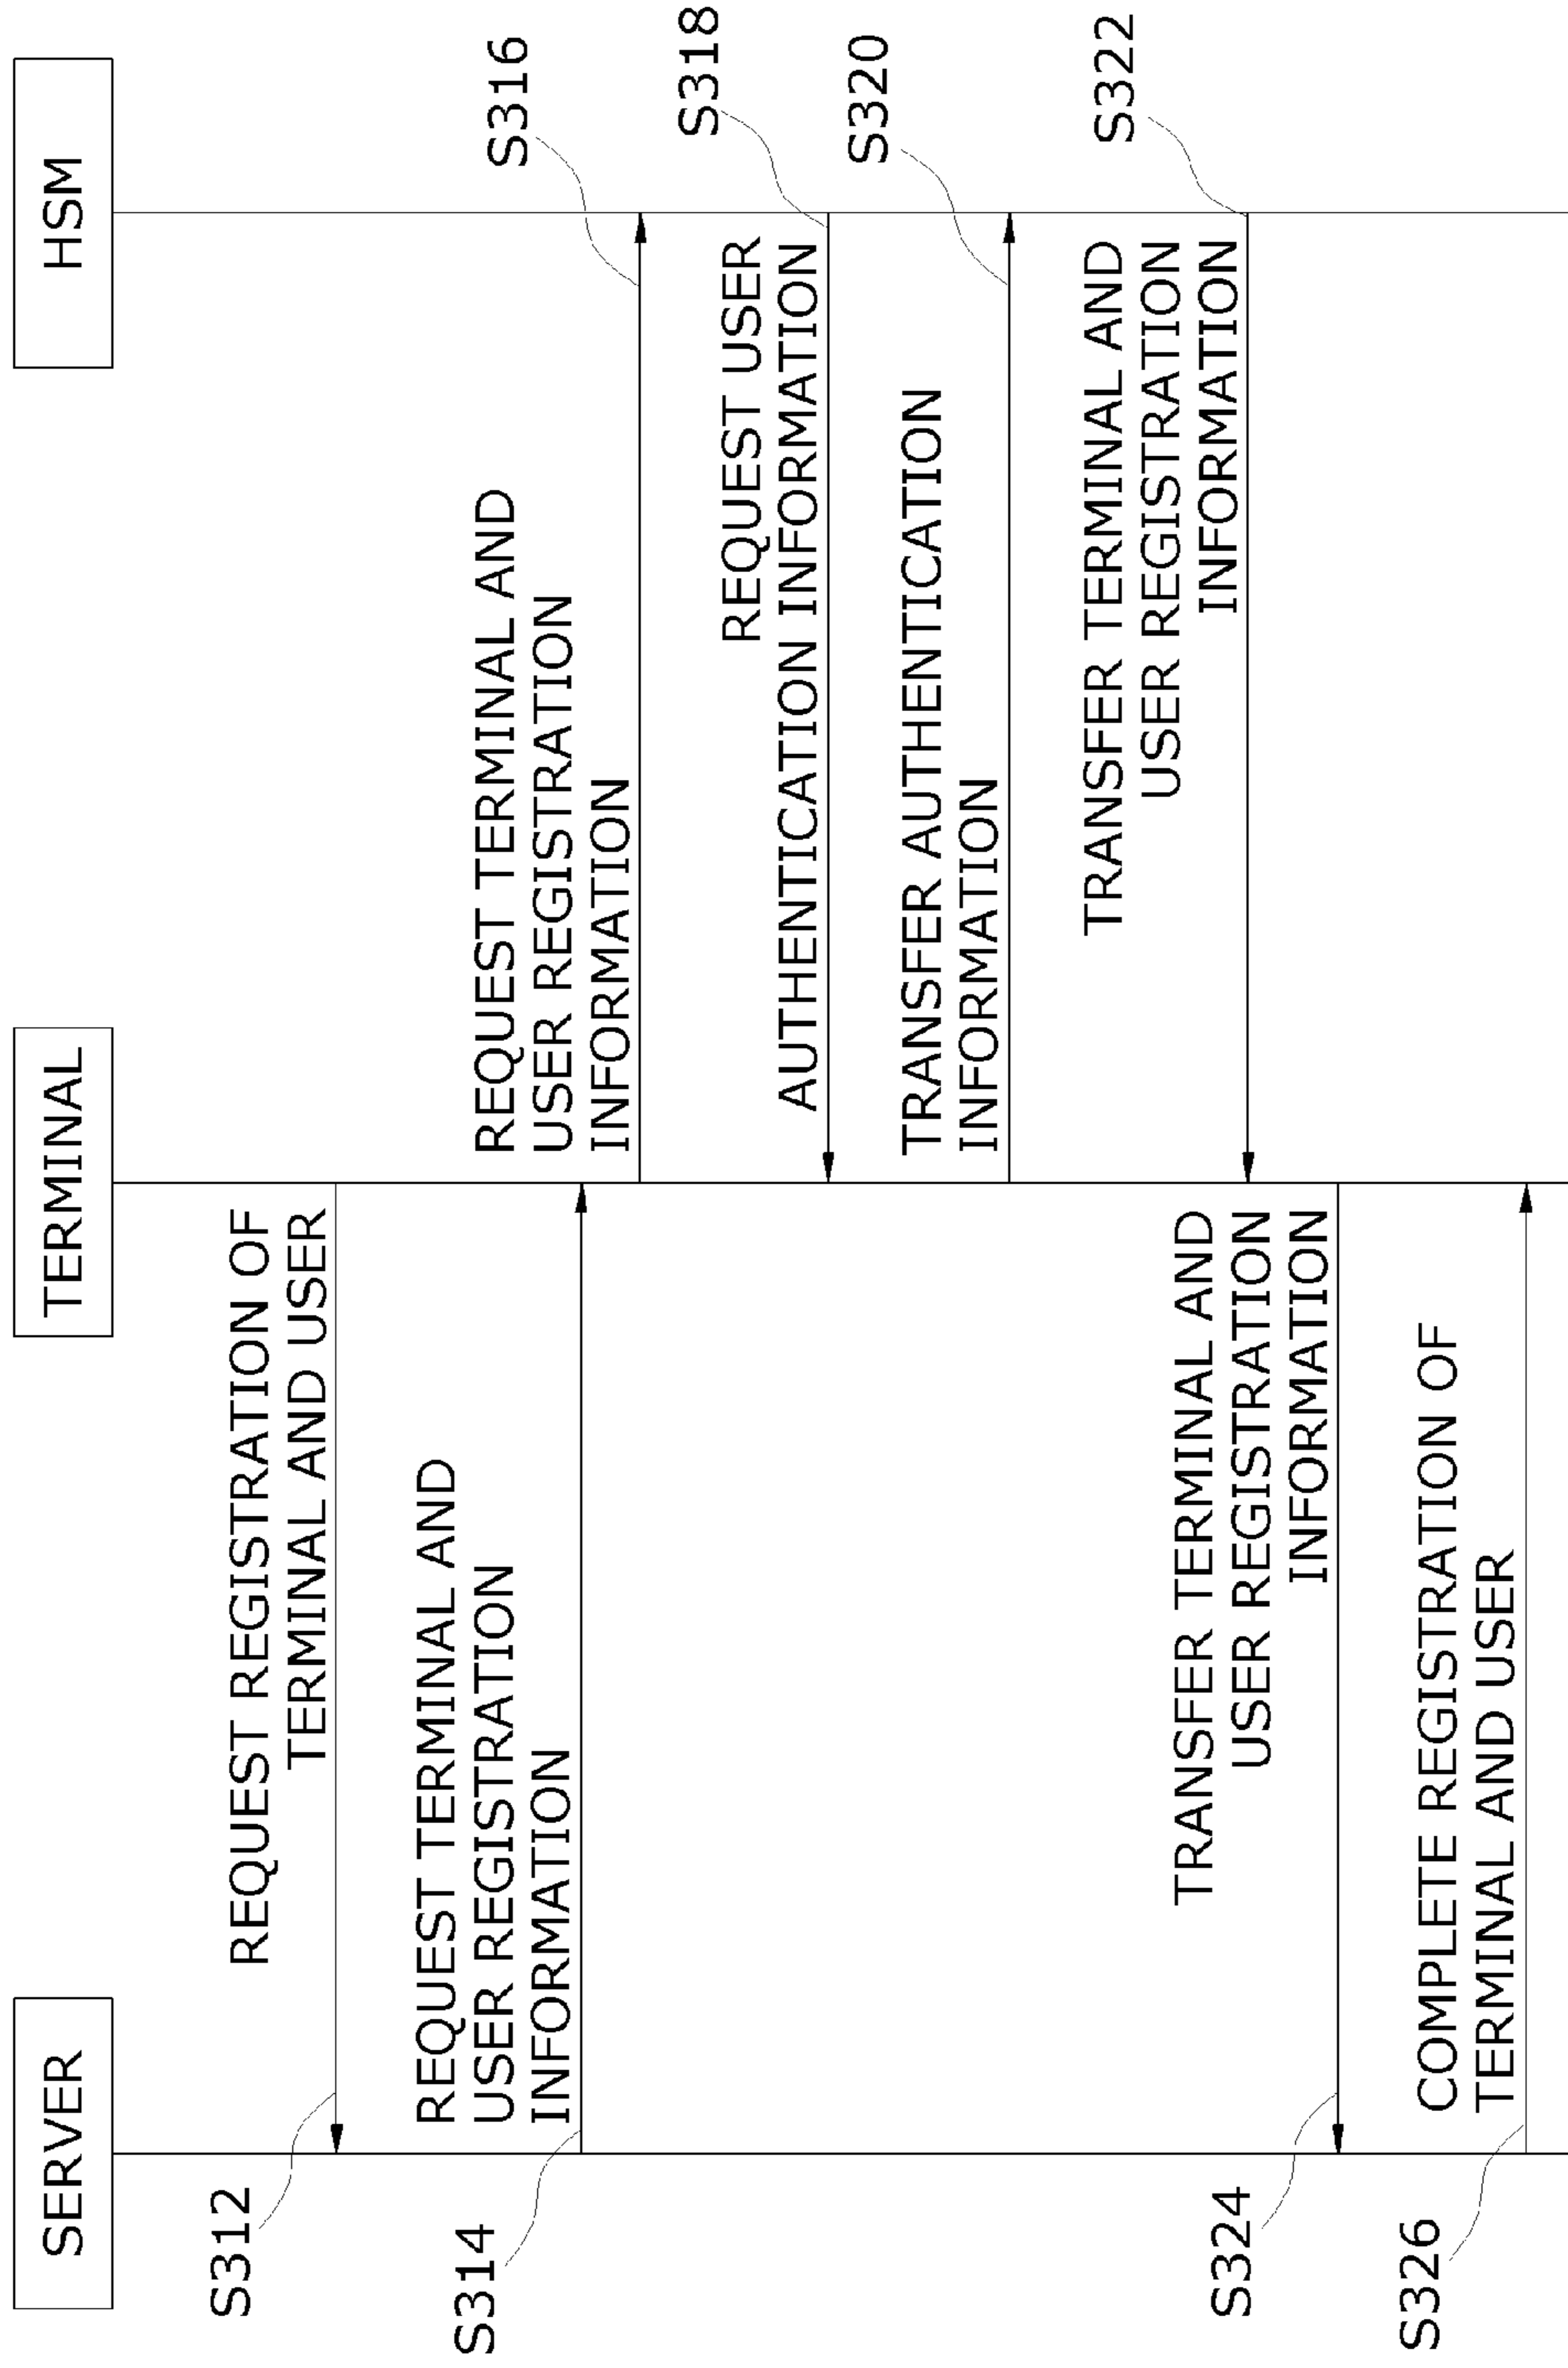 SERVER
TERMINAL
HSM
S312
REQUEST REGISTRATION OF
TERMINAL AND USER
S314
REQUEST TERMINAL AND
USER REGISTRATION
INFORMATION
REQUEST TERMINAL AND
USER REGISTRATION
INFORMATION
S316
REQUEST USER
AUTHENTICATION INFORMATION
S318
TRANSFER AUTHENTICATION
INFORMATION
S320
TRANSFER TERMINAL AND
USER REGISTRATION
INFORMATION
S322
S324
TRANSFER TERMINAL AND
USER REGISTRATION
INFORMATION
S326
COMPLETE REGISTRATION OF
TERMINAL AND USER